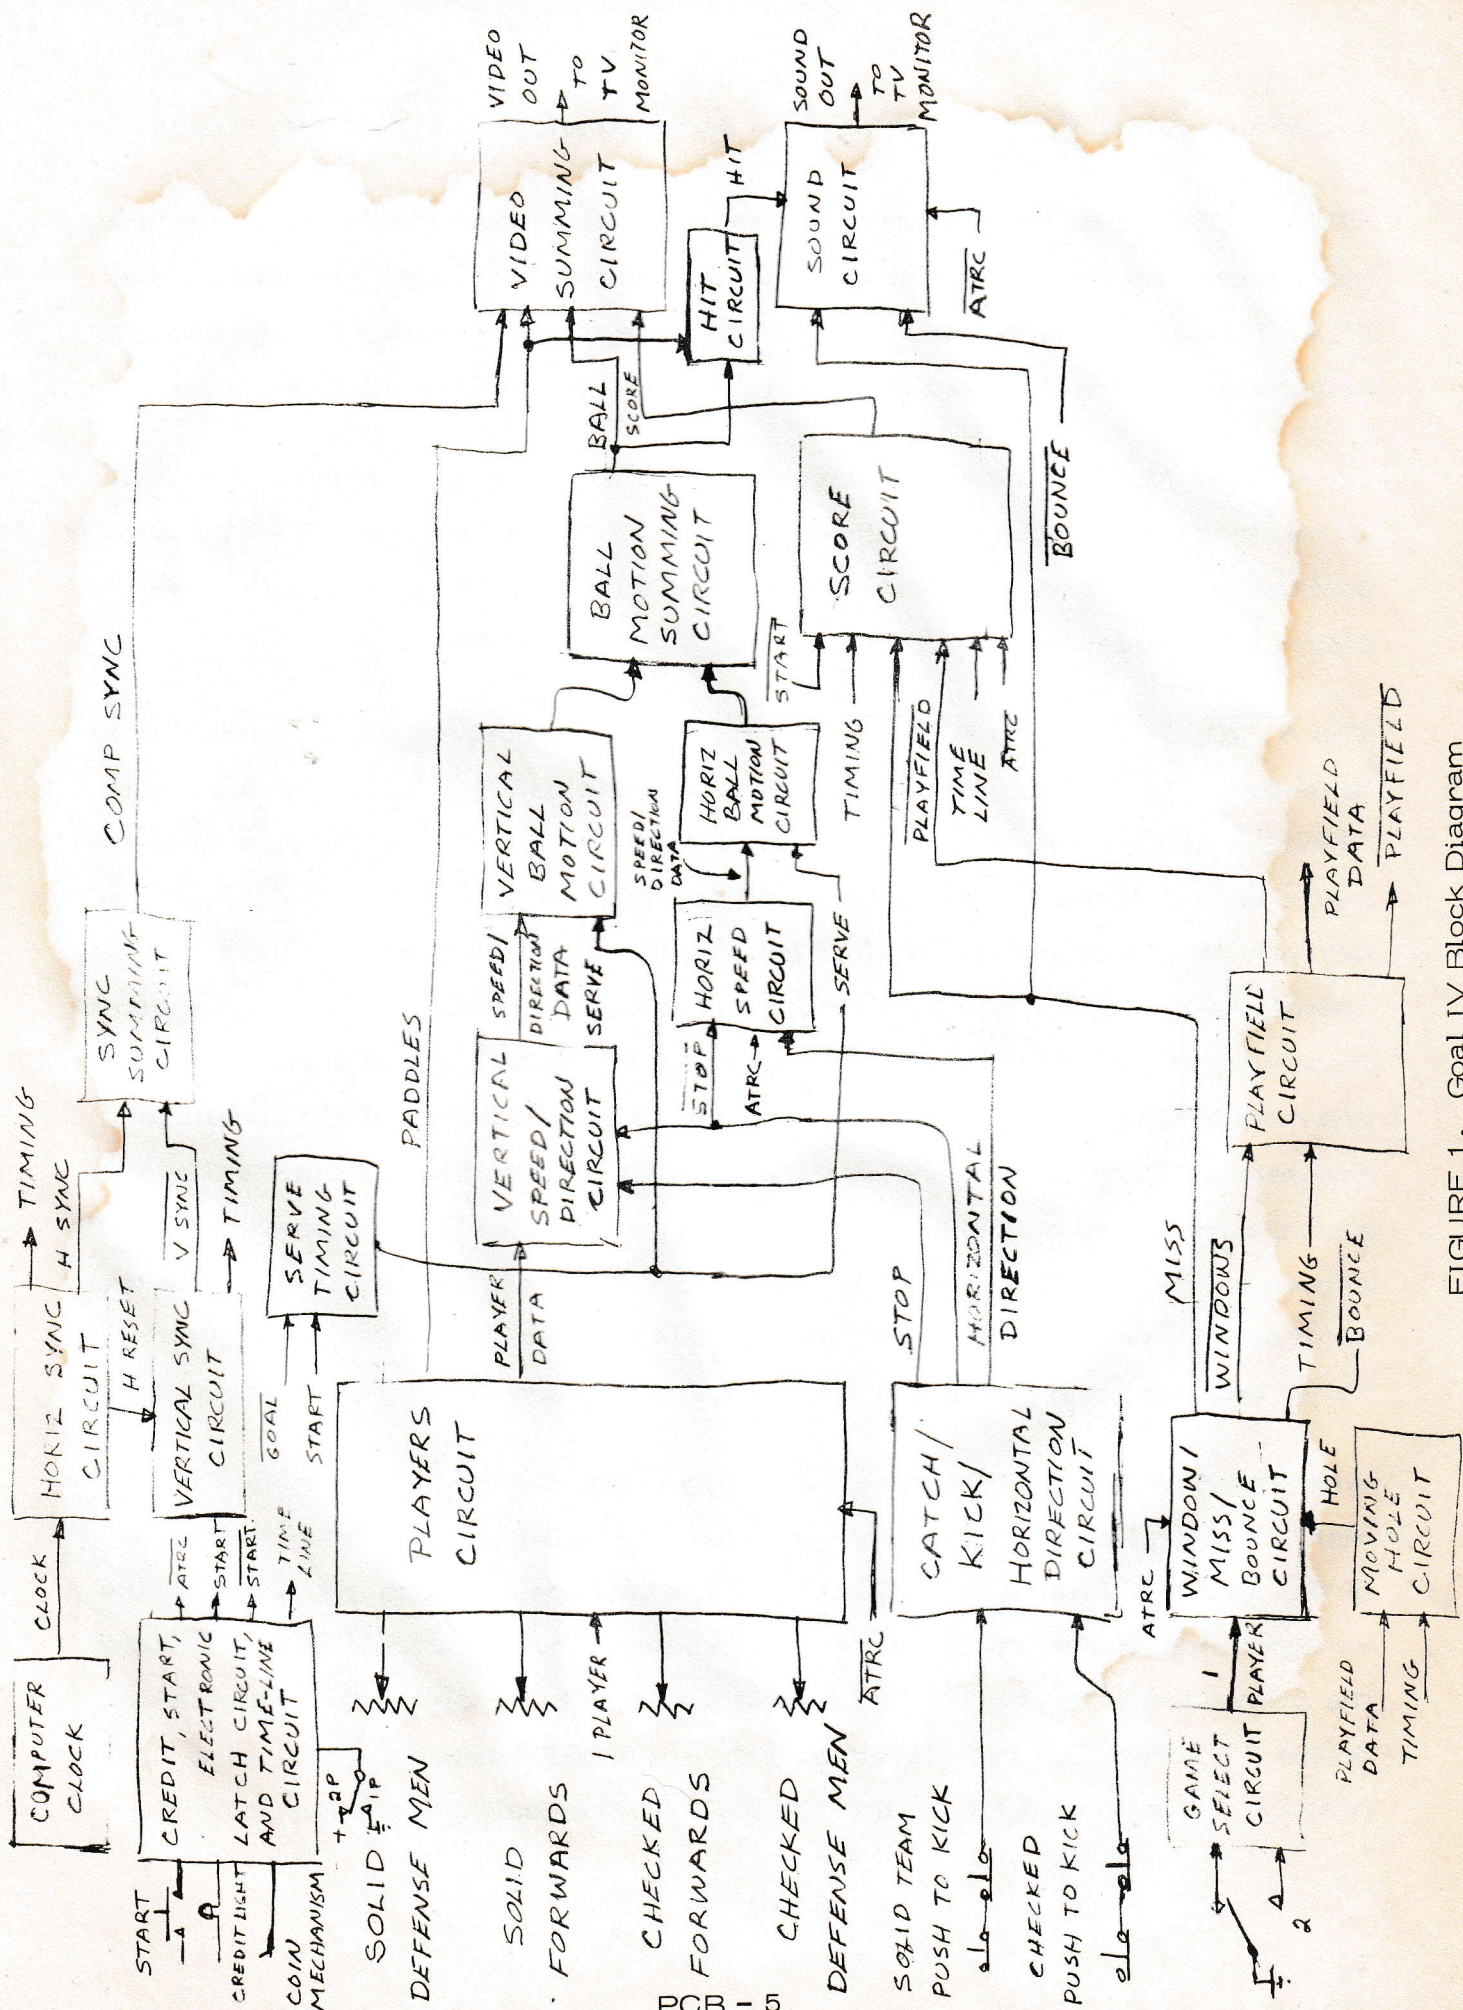 COMPUTER
CLOCK
CLOCK
HORIZ SYNC
CIRCUIT
TIMING
H SYNC
H RESET
VERTICAL SYNC
CIRCUIT
V SYNC
TIMING
SYNC
SUMMING
CIRCUIT
COMP SYNC
START
CREDIT LIGHT
COIN
MECHANISM
CREDIT, START,
ELECTRONIC
LATCH CIRCUIT,
AND TIME-LINE
CIRCUIT
ATRC
START
START
TIME
LINE
+ 2P
1P
GOAL
START
SERVE
TIMING
CIRCUIT
SOLID
DEFENSE MEN
SOLID
FORWARDS
1 PLAYER
CHECKED
FORWARDS
CHECKED
DEFENSE MEN
ATRC
PLAYERS
CIRCUIT
PADDLES
PLAYER
DATA
VERTICAL
SPEED/
DIRECTION
CIRCUIT
SPEED/
DIRECTION
DATA
SERVE
VERTICAL
BALL
MOTION
CIRCUIT
STOP
ATRC
HORIZ
SPEED
CIRCUIT
SPEED/
DIRECTION
DATA
HORIZ
BALL
MOTION
CIRCUIT
SERVE
BALL
MOTION
SUMMING
CIRCUIT
BALL
SCORE
VIDEO
SUMMING
CIRCUIT
VIDEO
OUT
TO
TV
MONITOR
HIT
CIRCUIT
HIT
SOUND
CIRCUIT
SOUND
OUT
TO
TV
MONITOR
ATRC
BOUNCE
START
TIMING
PLAYFIELD
TIME
LINE
ATRC
SCORE
CIRCUIT
SOLID TEAM
PUSH TO KICK
CHECKED
PUSH TO KICK
CATCH/
KICK/
HORIZONTAL
DIRECTION
CIRCUIT
STOP
HORIZONTAL
DIRECTION
2
GAME
SELECT
CIRCUIT
1
PLAYER
ATRC
WINDOW/
MISS/
BOUNCE
CIRCUIT
MISS
WINDOWS
TIMING
BOUNCE
HOLE
PLAYFIELD
DATA
TIMING
MOVING
HOLE
CIRCUIT
PLAYFIELD
CIRCUIT
PLAYFIELD
DATA
PLAYFIELD
FIGURE 1. Goal IV Block Diagram
PCB - 5